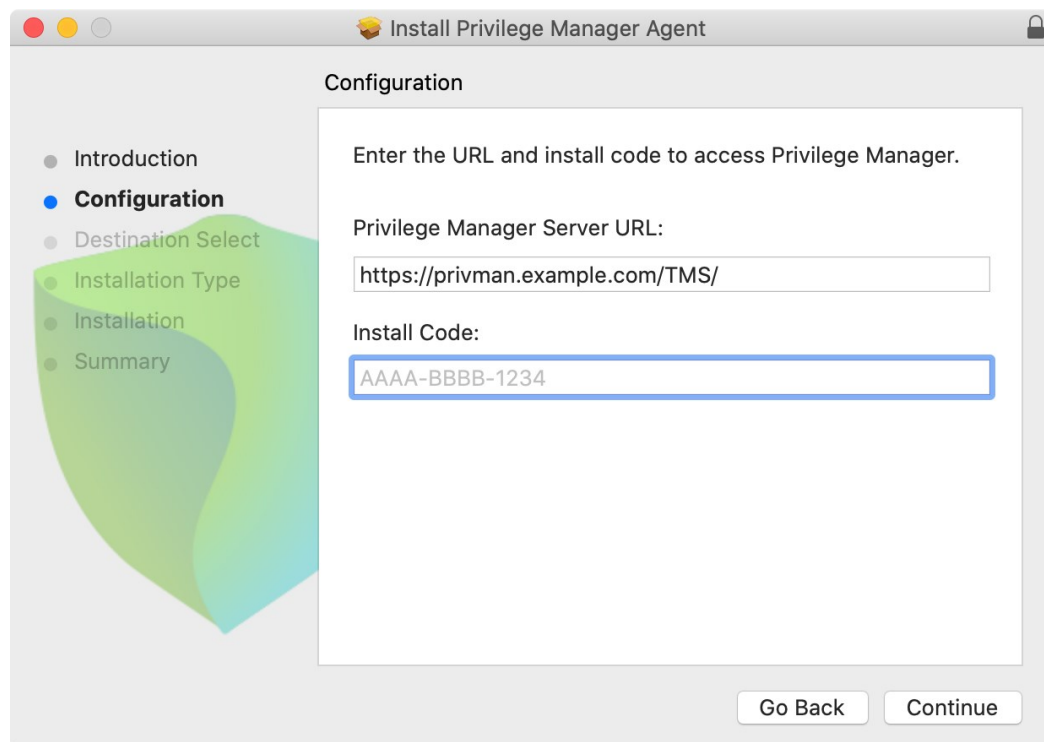 Install Privilege Manager Agent
Configuration
Introduction
Configuration
Destination Select
Installation Type
Installation
Summary
Enter the URL and install code to access Privilege Manager.
Privilege Manager Server URL:
https://privman.example.com/TMS/
Install Code:
AAAA-BBBB-1234
Go Back
Continue